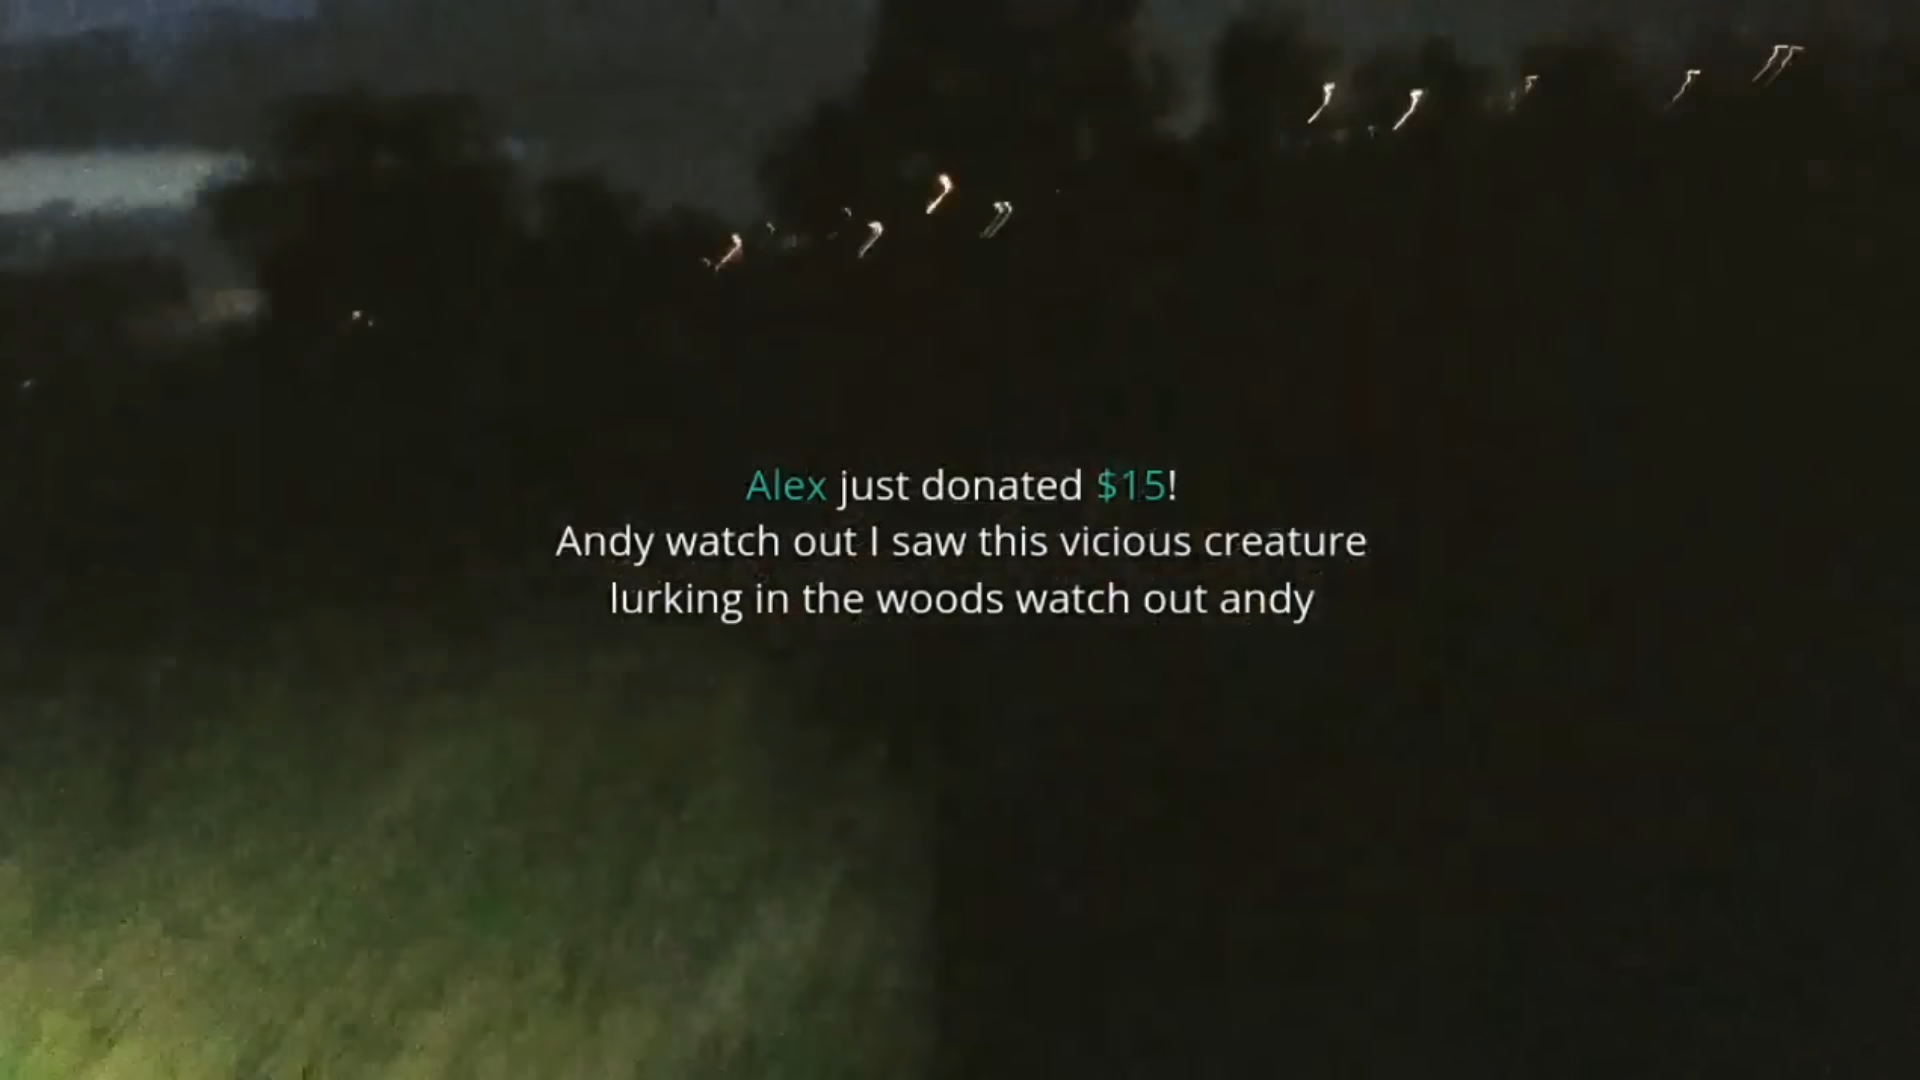 Alex just donated $15!
Andy watch out I saw this vicious creature
lurking in the woods watch out andy